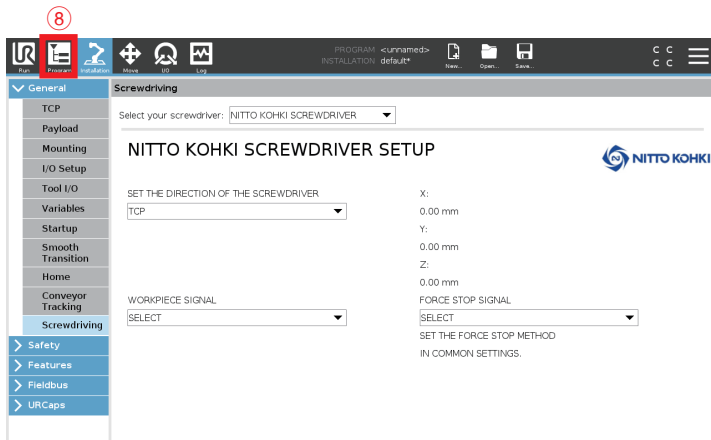 ⑧
PROGRAM <unnamed>
INSTALLATION default*
Run Program Installation Move I/O Log New... Open... Save... C C
C C
General
Screwdriving
TCP
Select your screwdriver: NITTO KOHKI SCREWDRIVER
Payload
Mounting
NITTO KOHKI SCREWDRIVER SETUP
NITTO KOHKI
I/O Setup
Tool I/O
SET THE DIRECTION OF THE SCREWDRIVER
X:
Variables
TCP
0.00 mm
Startup
Y:
Smooth
Transition
0.00 mm
Z:
Home
0.00 mm
Conveyor
Tracking
WORKPIECE SIGNAL
FORCE STOP SIGNAL
Screwdriving
SELECT
SELECT
Safety
SET THE FORCE STOP METHOD
IN COMMON SETTINGS.
Features
Fieldbus
URCaps